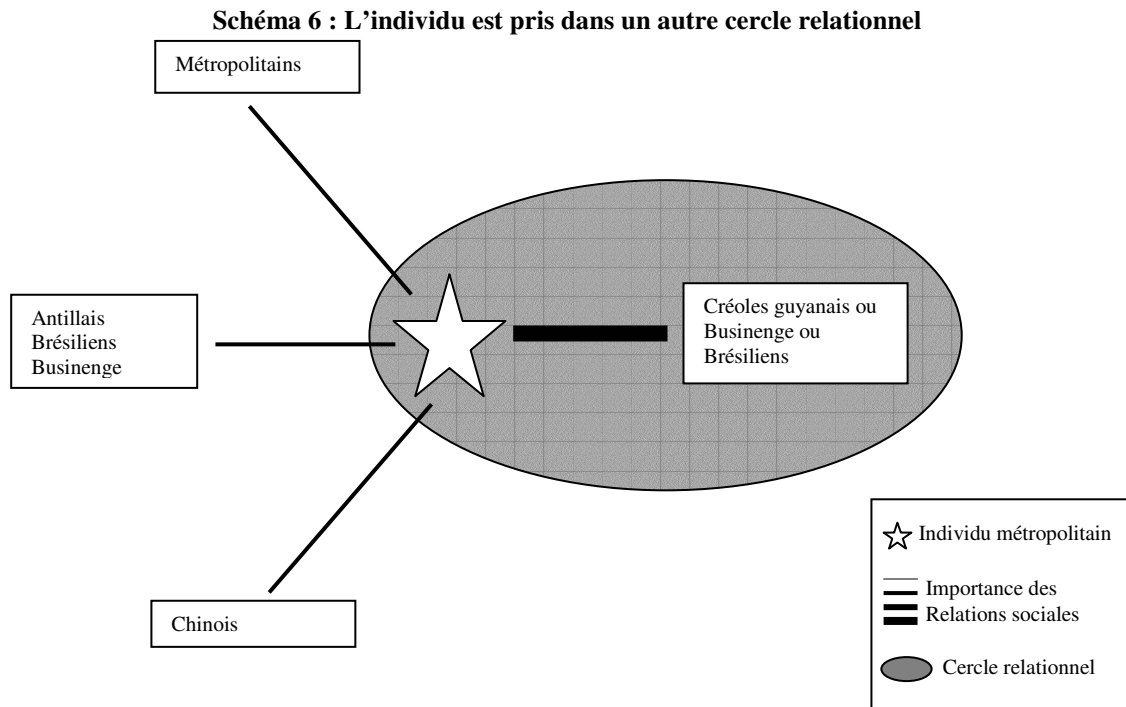 Schéma 6 : L'individu est pris dans un autre cercle relationnel
Métropolitains
Antillais
Brésiliens
Businenge
Créoles guyanais ou
Businenge ou
Brésiliens
Chinois
Individu métropolitain
Importance des
Relations sociales
Cercle relationnel